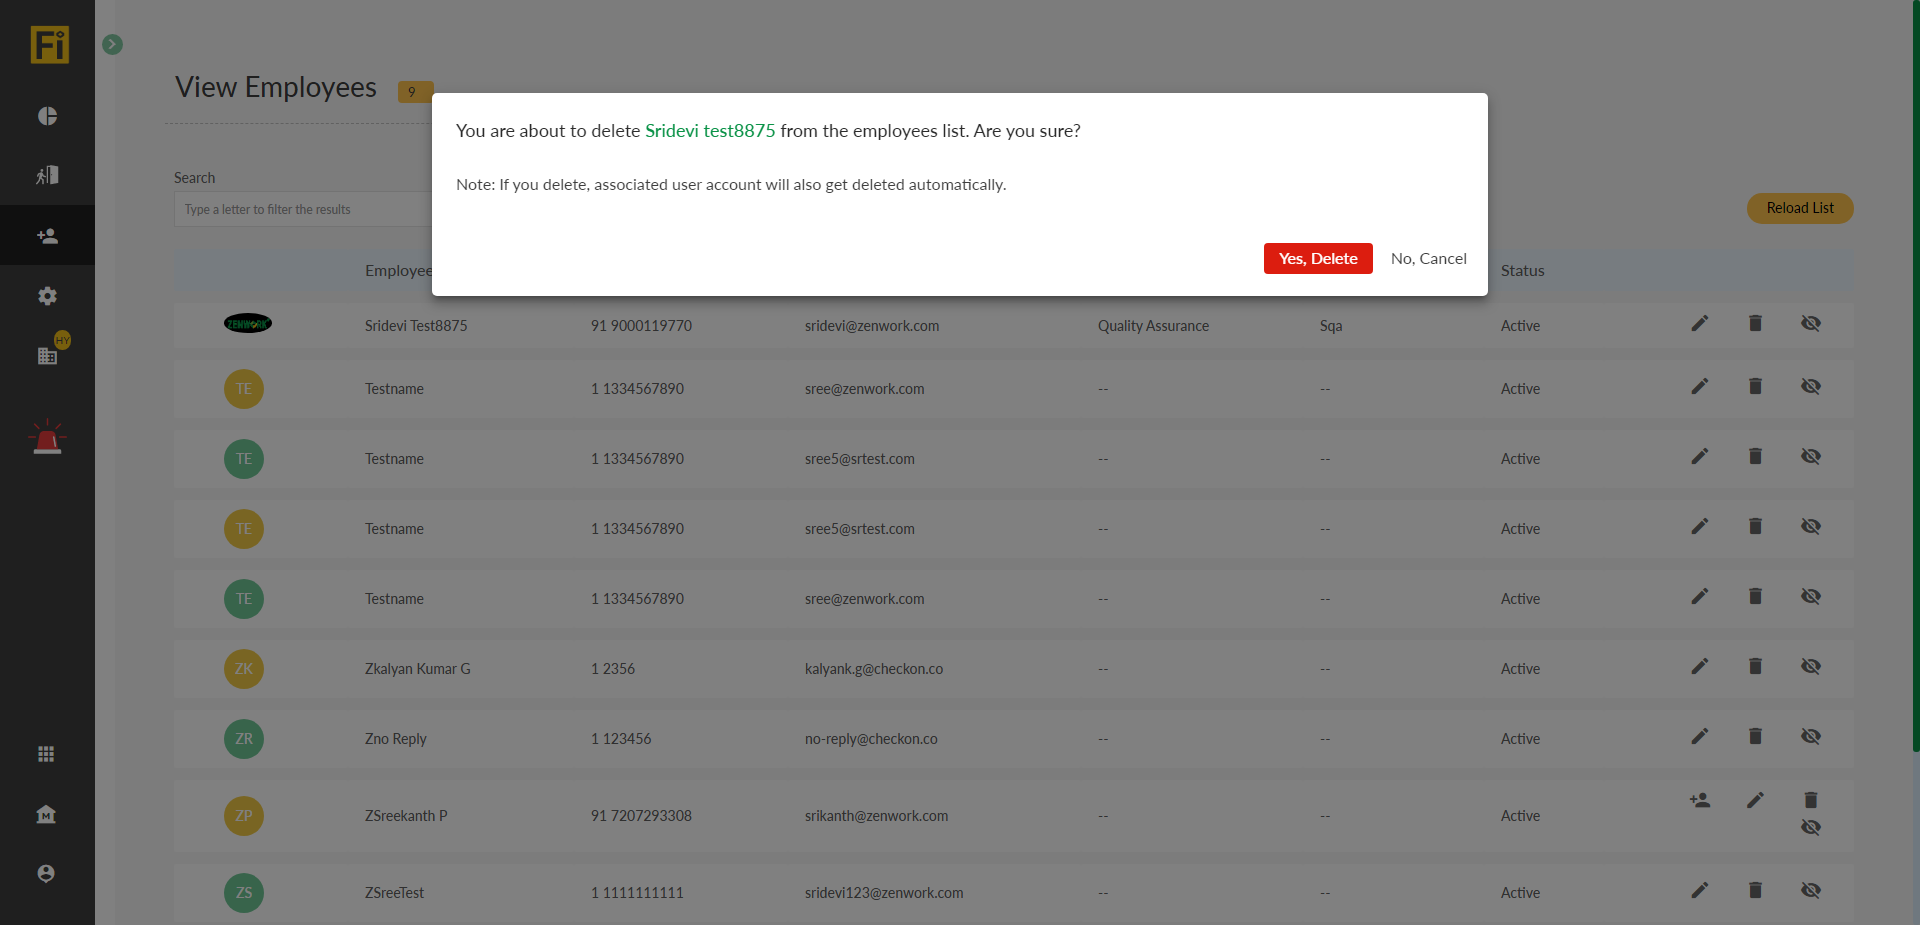 Fi
View Employees 9
You are about to delete Sridevi test8875 from the employees list. Are you sure?
Note: If you delete, associated user account will also get deleted automatically.
Yes, Delete No, Cancel
Search
Type a letter to filter the results
Reload List
Employee Status
ZENWORK Sridevi Test8875 91 9000119770 sridevi@zenwork.com Quality Assurance Sqa Active
HY
TE Testname 1 1334567890 sree@zenwork.com -- -- Active
TE Testname 1 1334567890 sree5@srtest.com -- -- Active
TE Testname 1 1334567890 sree5@srtest.com -- -- Active
TE Testname 1 1334567890 sree@zenwork.com -- -- Active
ZK Zkalyan Kumar G 1 2356 kalyank.g@checkon.co -- -- Active
ZR Zno Reply 1 123456 no-reply@checkon.co -- -- Active
ZP ZSreekanth P 91 7207293308 srikanth@zenwork.com -- -- Active
M
ZS ZSreeTest 1 1111111111 sridevi123@zenwork.com -- -- Active